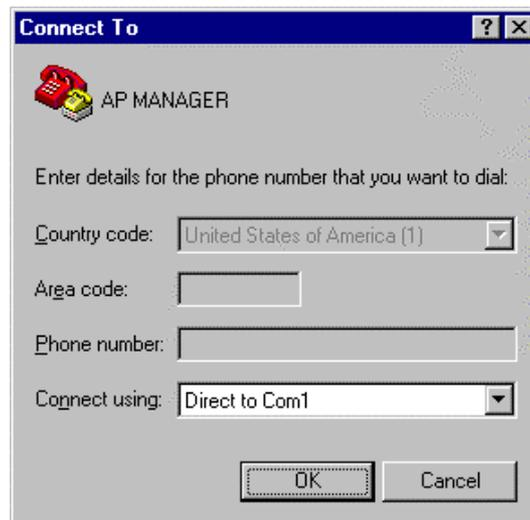 Connect To
AP MANAGER
Enter details for the phone number that you want to dial:
Country code: United States of America (1)
Area code:
Phone number:
Connect using: Direct to Com1
OK Cancel